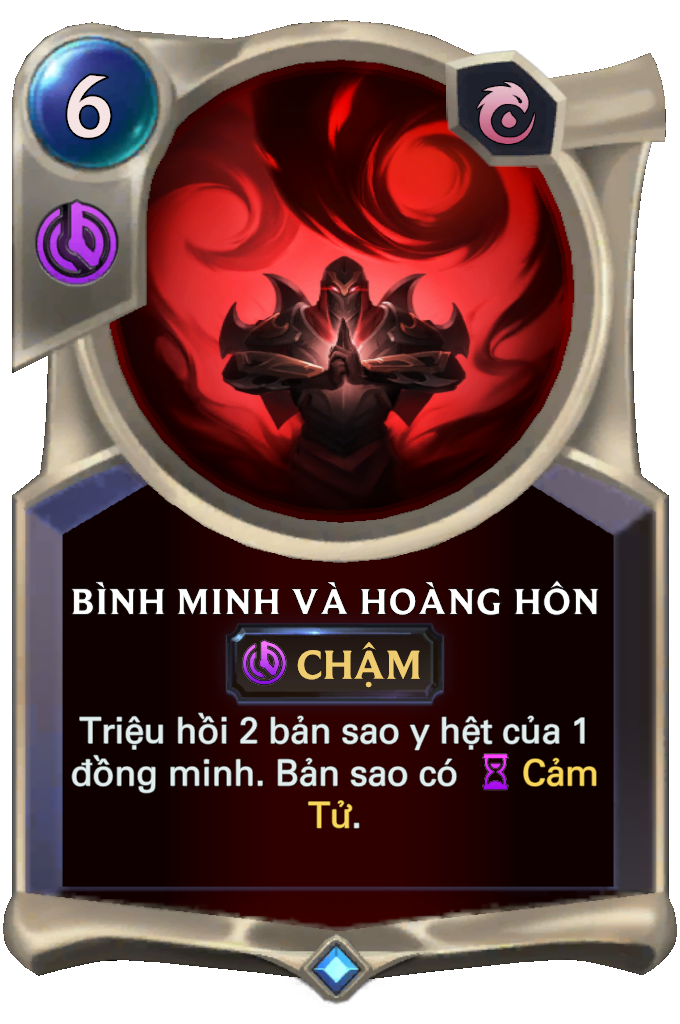 6
BÌNH MINH VÀ HOÀNG HÔN
CHẬM
Triệu hồi 2 bản sao y hệt của 1
đồng minh. Bản sao có Cảm
Tử.